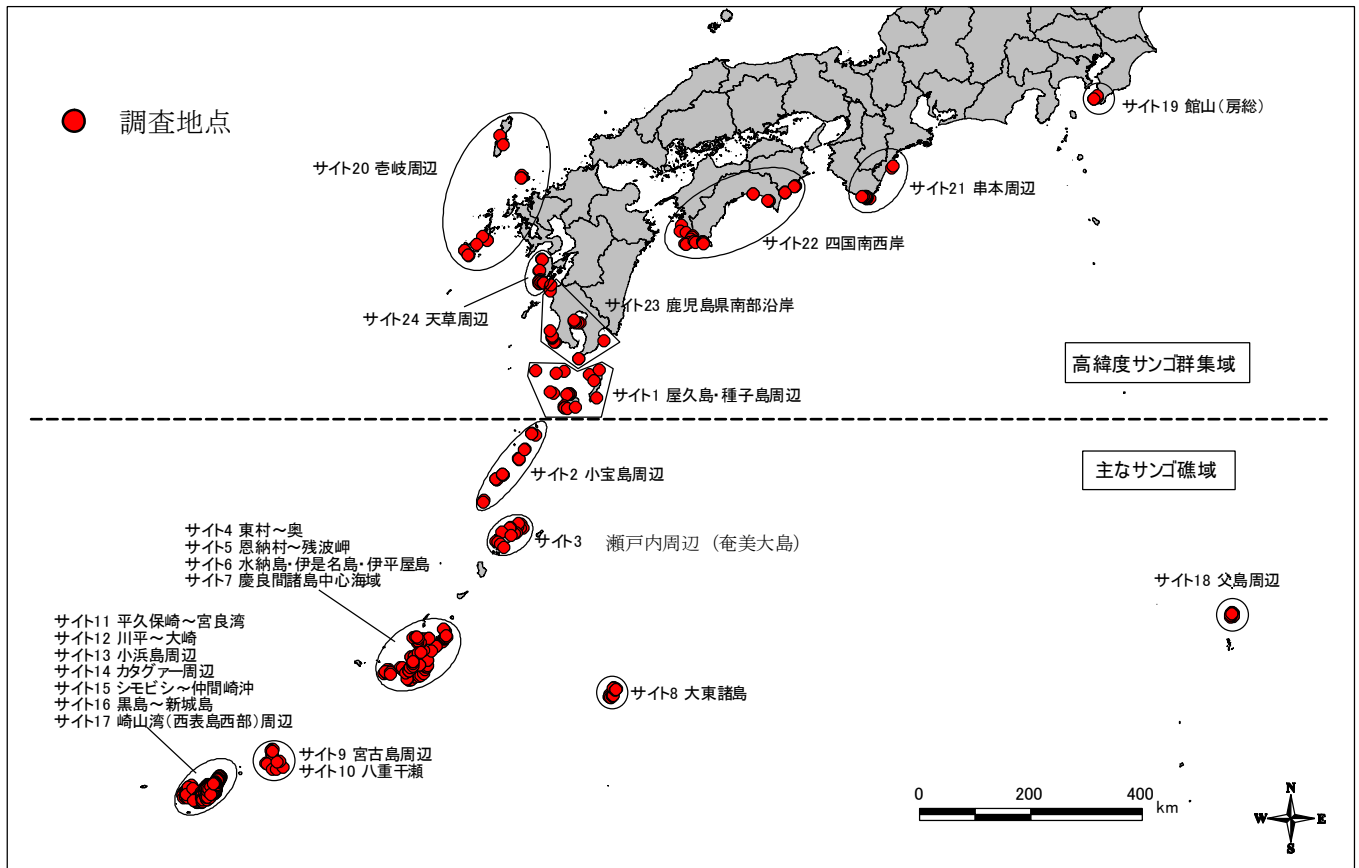 調査地点
サイト19 館山(房総)
サイト20 壱岐周辺
サイト21 串本周辺
サイト22 四国南西岸
サイト23 鹿児島県南部沿岸
サイト24 天草周辺
高緯度サンゴ群集域
サイト1 屋久島・種子島周辺
サイト2 小宝島周辺
主なサンゴ礁域
サイト3 瀬戸内周辺(奄美大島)
サイト4 東村~奥
サイト5 恩納村~残波岬
サイト6 水納島・伊是名島・伊平屋島
サイト7 慶良間諸島中心海域
サイト18 父島周辺
サイト11 平久保崎~宮良湾
サイト12 川平~大崎
サイト13 小浜島周辺
サイト14 カタグァー周辺
サイト15 シモビシ~仲間崎沖
サイト16 黒島~新城島
サイト17 崎山湾(西表島西部)周辺
サイト8 大東諸島
サイト9 宮古島周辺
サイト10 八重干瀬
0 200 400
km
N
W E
S